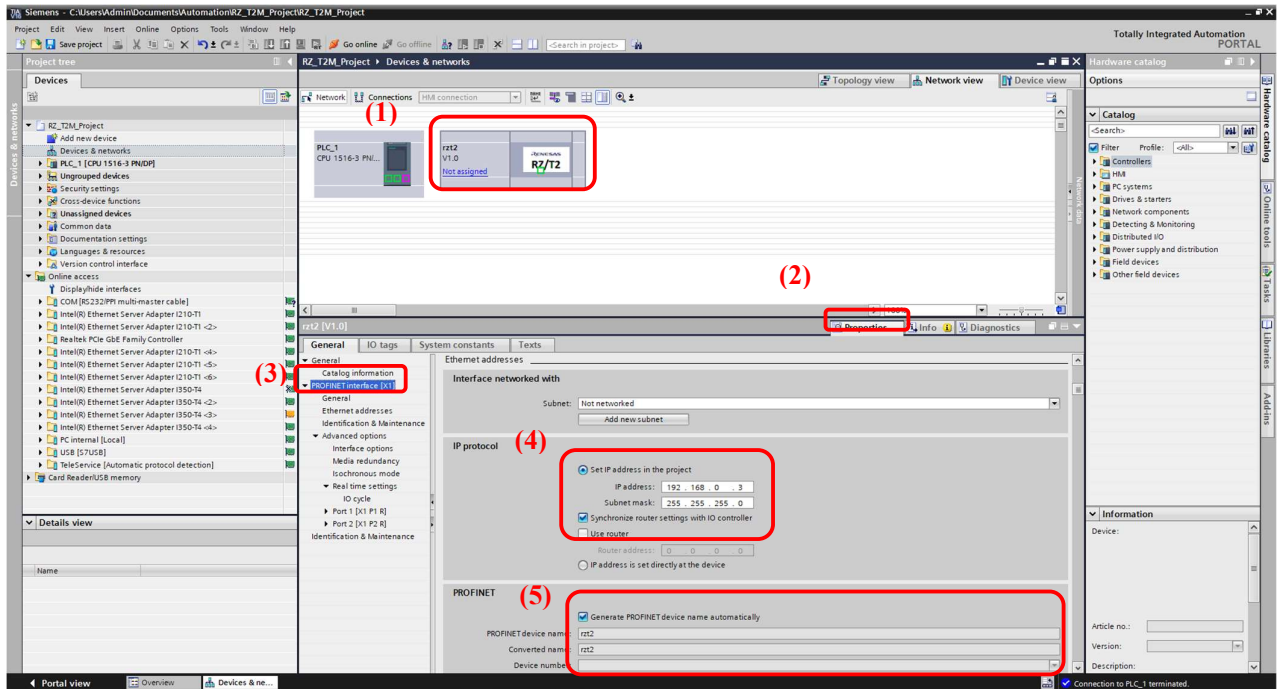 Siemens - C:\Users\Admin\Documents\Automation\RZ_T2M_Project\RZ_T2M_Project
Project Edit View Insert Online Options Tools Window Help
Totally Integrated Automation
PORTAL
Save project
Go online
Go offline
<Search in project>
Project tree
Devices
Devices & networks
RZ_T2M_Project
Add new device
Devices & networks
PLC_1 [CPU 1516-3 PN/DP]
Ungrouped devices
Security settings
Cross-device functions
Unassigned devices
Common data
Documentation settings
Languages & resources
Version control interface
Online access
Display/hide interfaces
COM [RS232/PPI multi-master cable]
Intel(R) Ethernet Server Adapter I210-T1
Intel(R) Ethernet Server Adapter I210-T1 <2>
Realtek PCIe GbE Family Controller
Intel(R) Ethernet Server Adapter I210-T1 <4>
Intel(R) Ethernet Server Adapter I210-T1 <5>
Intel(R) Ethernet Server Adapter I210-T1 <6>
Intel(R) Ethernet Server Adapter I350-T4
Intel(R) Ethernet Server Adapter I350-T4 <2>
Intel(R) Ethernet Server Adapter I350-T4 <3>
Intel(R) Ethernet Server Adapter I350-T4 <3>
PC internal [Local]
USB [S7USB]
TeleService [Automatic protocol detection]
Card Reader/USB memory
Details view
Name
RZ_T2M_Project ▸ Devices & networks
Topology view
Network view
Device view
Network
Connections
HMI connection
(1)
PLC_1
CPU 1516-3 PN/...
rzt2
V1.0
Not assigned
RENESAS
RZ/T2
Network data
(2)
rzt2 [V1.0]
Properties
Info
Diagnostics
General
IO tags
System constants
Texts
(3)
General
Catalog information
PROFINET interface [X1]
General
Ethernet addresses
Identification & Maintenance
Advanced options
Interface options
Media redundancy
Isochronous mode
Real time settings
IO cycle
Port 1 [X1 P1 R]
Port 2 [X1 P2 R]
Identification & Maintenance
Ethernet addresses
Interface networked with
Subnet: Not networked
Add new subnet
(4)
IP protocol
Set IP address in the project
IP address: 192 . 168 . 0 . 3
Subnet mask: 255 . 255 . 255 . 0
Synchronize router settings with IO controller
Use router
Router address: 0 . 0 . 0 . 0
IP address is set directly at the device
(5)
PROFINET
Generate PROFINET device name automatically
PROFINET device name: rzt2
Converted name: rzt2
Device number:
Hardware catalog
Options
Catalog
<Search>
Filter
Profile: <All>
Controllers
HMI
PC systems
Drives & starters
Network components
Detecting & Monitoring
Distributed I/O
Power supply and distribution
Field devices
Other field devices
Information
Device:
Article no.:
Version:
Description:
Hardware catalog
Online tools
Tasks
Libraries
Add-ins
Portal view
Overview
Devices & ne...
Connection to PLC_1 terminated.